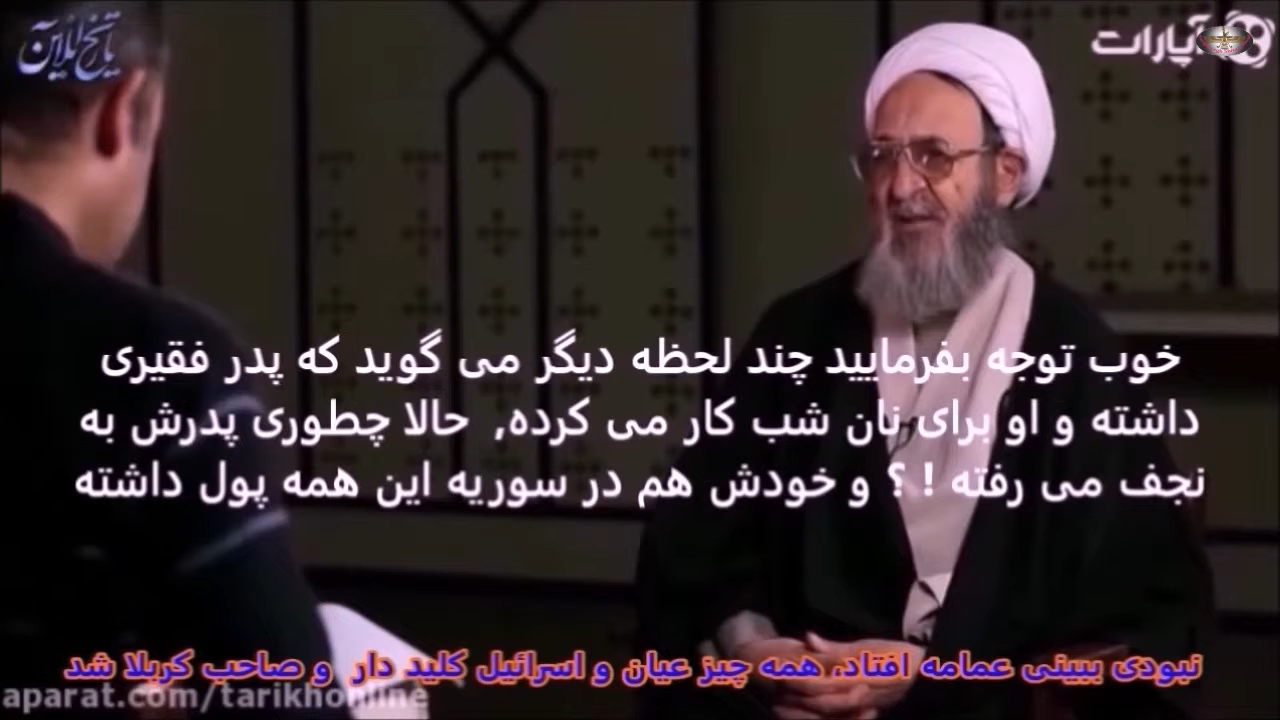 تاریخ آنلاین
آپارات
خوب توجه بفرمایید چند لحظه دیگر می گوید که پدر فقیری
داشته و او برای نان شب کار می کرده, حالا چطوری پدرش به
نجف می رفته ! ؟ و خودش هم در سوریه این همه پول داشته
نبودی ببینی عمامه افتاد، همه چیز عیان و اسرائیل کلید دار و صاحب کربلا شد
aparat.com/tarikhonline